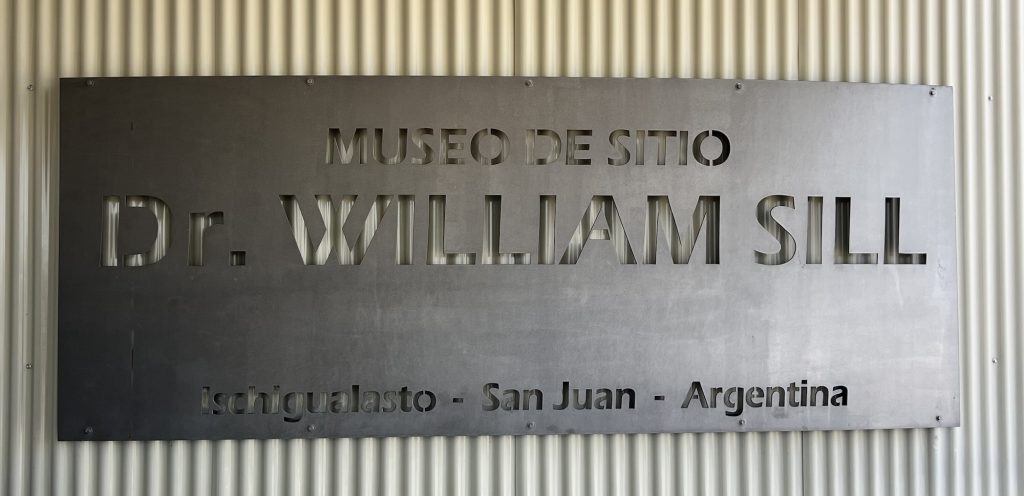 MUSEO DE SITIO
Dr. WILLIAM SILL
Ischigualasto - San Juan - Argentina